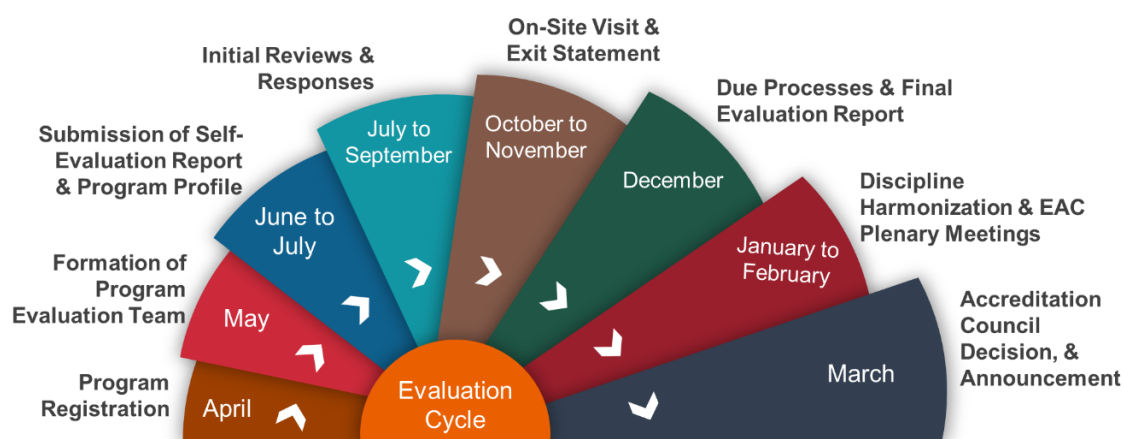 Program
Registration
April
Formation of
Program
Evaluation Team
May
Submission of Self-
Evaluation Report
& Program Profile
June to
July
Initial Reviews &
Responses
July to
September
On-Site Visit &
Exit Statement
October to
November
Due Processes & Final
Evaluation Report
December
Discipline
Harmonization & EAC
Plenary Meetings
January to
February
Accreditation
Council
Decision, &
Announcement
March
Evaluation
Cycle